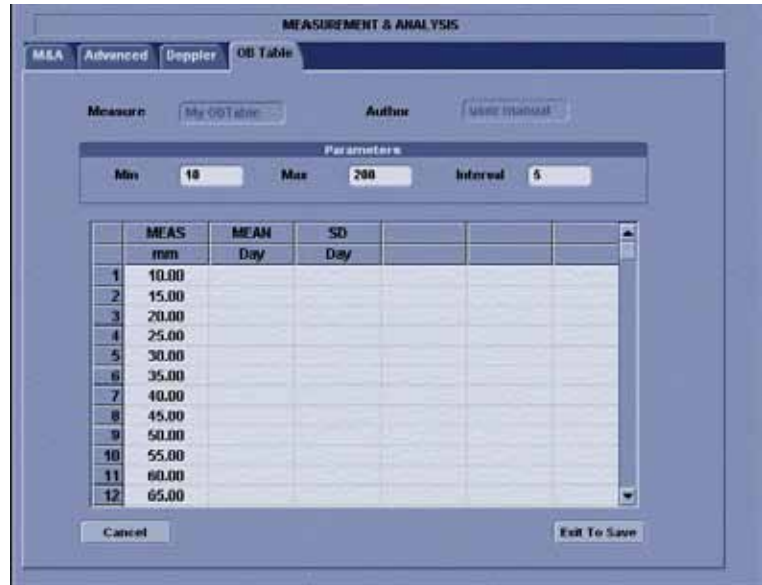 MEASUREMENT & ANALYSIS
M&A Advanced Doppler OB Table
Measure My OBTable Author user manual
Parameters
Min 10 Max 200 Interval 5
MEAS MEAN SD
mm Day Day
1 10.00
2 15.00
3 20.00
4 25.00
5 30.00
6 35.00
7 40.00
8 45.00
9 50.00
10 55.00
11 60.00
12 65.00
Cancel Exit To Save